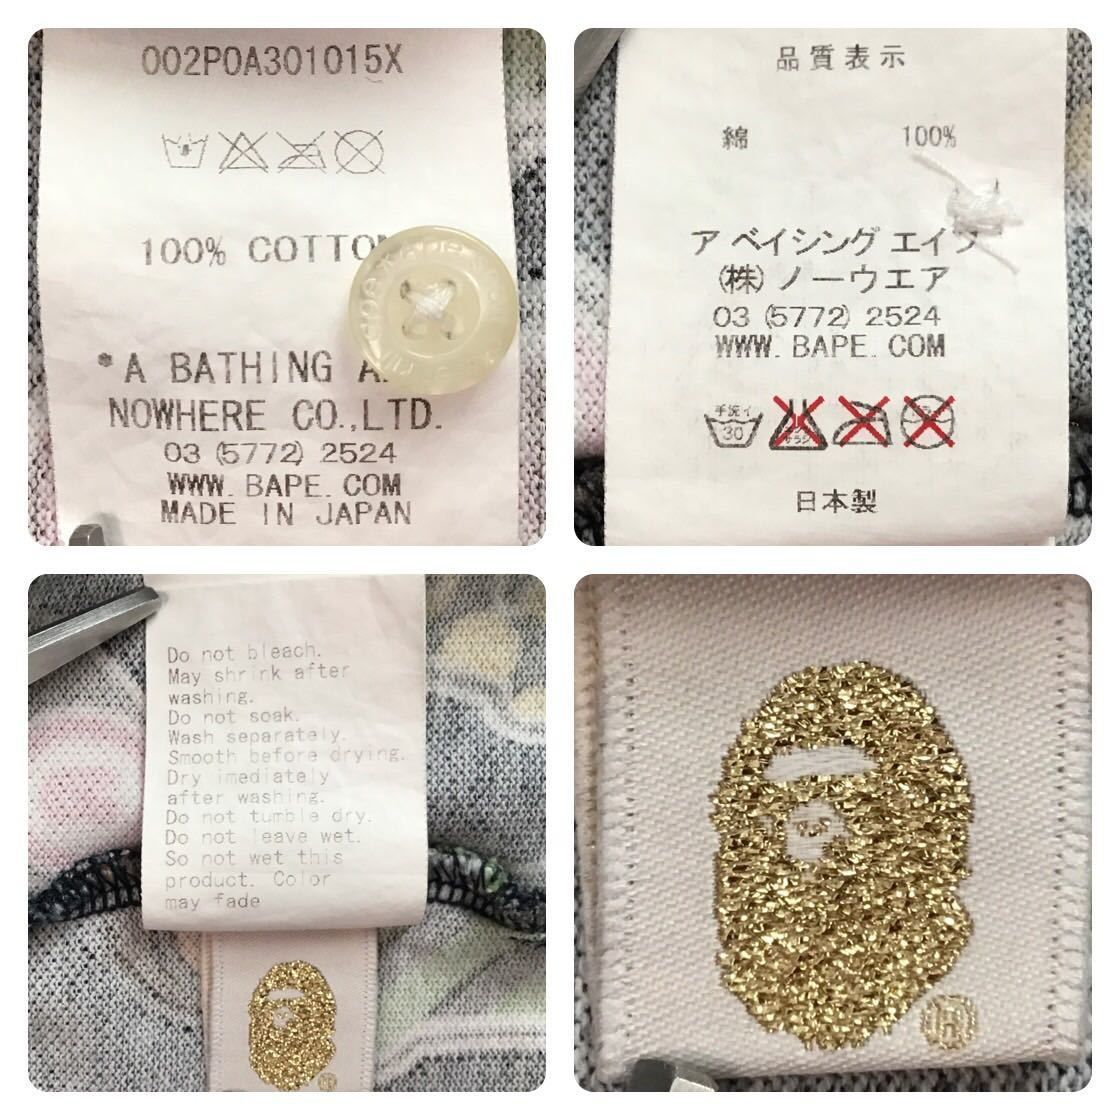 002P0A301015X
100% COTTON
*A BATHING A
NOWHERE CO.,LTD.
03 (5772) 2524
WWW. BAPE. COM
MADE IN JAPAN
品質表示
綿 100%
ア ベイシング エイプ
(株) ノーウエア
03 (5772) 2524
WWW. BAPE. COM
手洗イ
30
日本製
Do not bleach.
May shrink after
washing.
Do not soak.
Wash separately.
Smooth before drying.
Dry imediately
after washing.
Do not tumble dry.
Do not leave wet.
So not wet this
product. Color
may fade